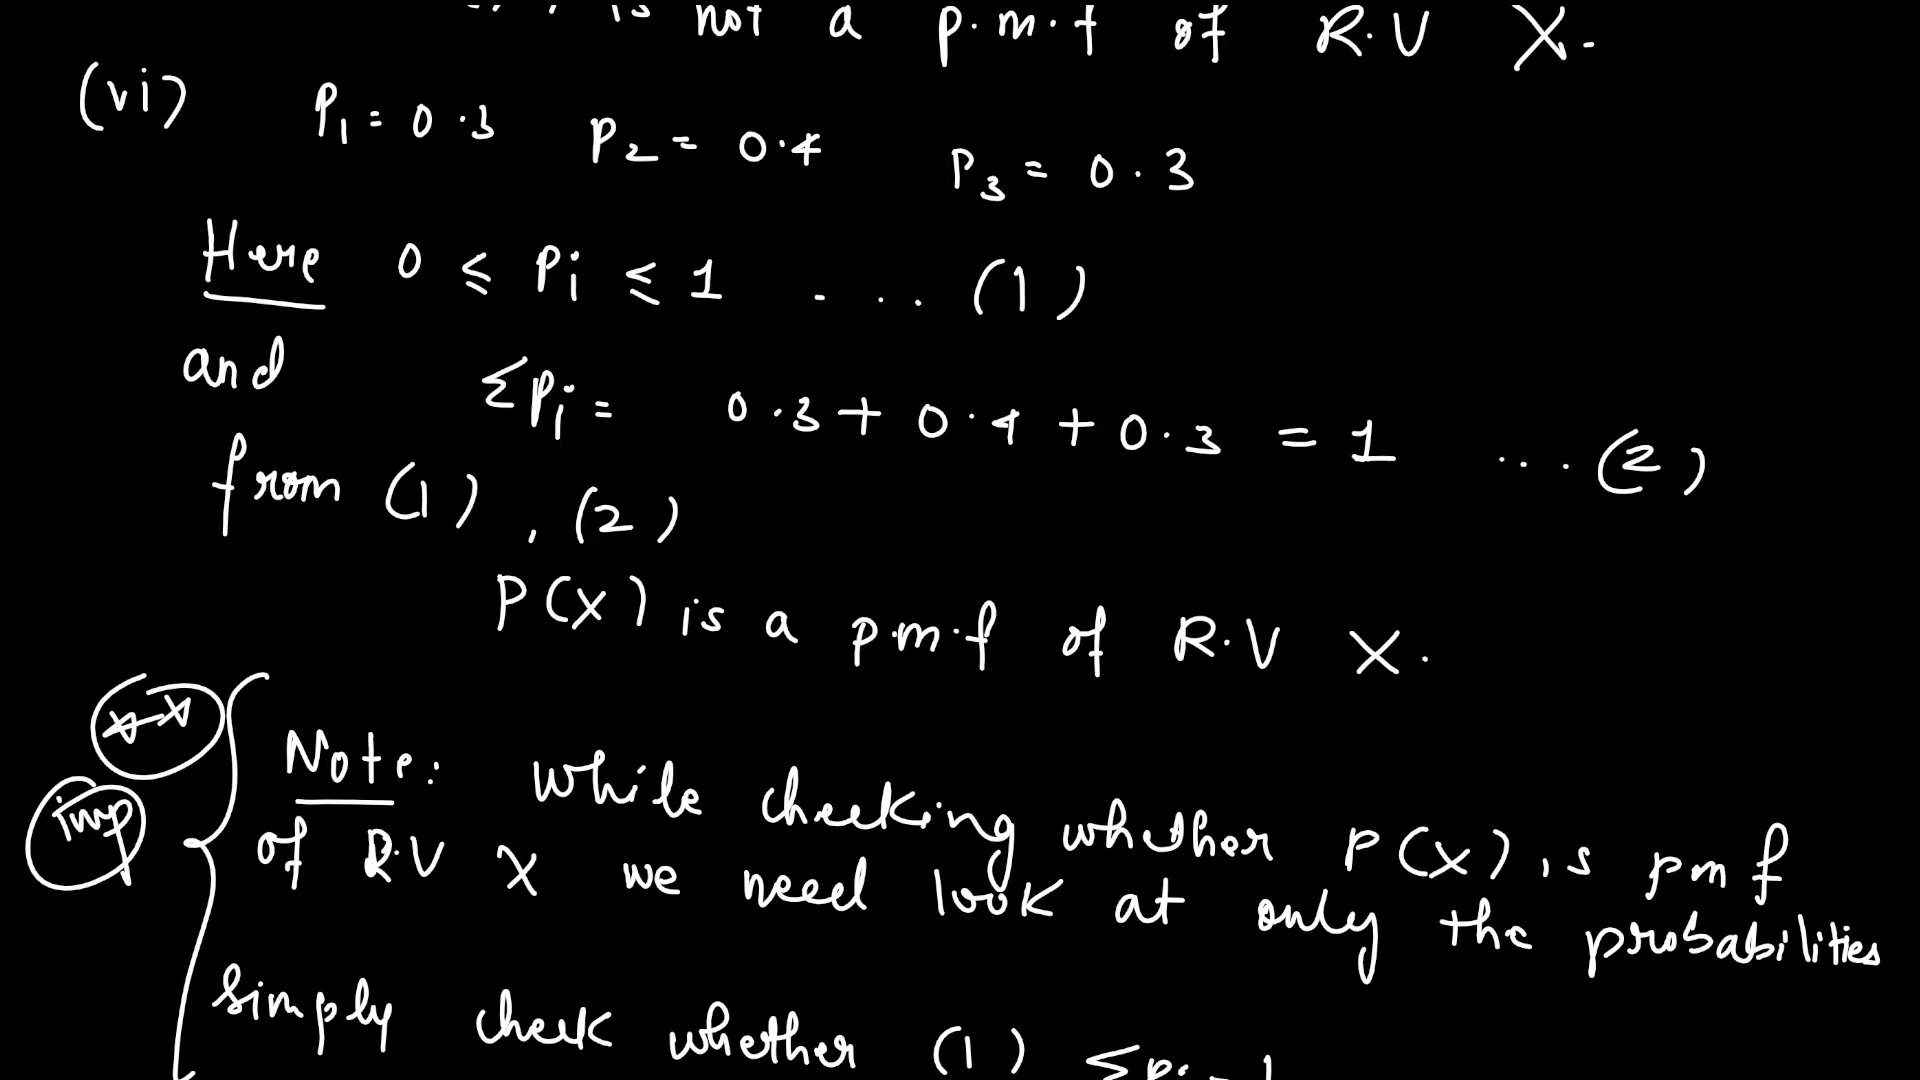 is not a p.m.f of R.V X.
(vi) P1 = 0.3 P2 = 0.4 P3 = 0.3
Here 0 ≤ Pi ≤ 1 ... (1)
and ΣPi = 0.3 + 0.4 + 0.3 = 1 ... (2)
from (1), (2)
P(X) is a p.m.f of R.V X.
Note: While checking whether P(X) is pmf
imp
of R.V X we need look at only the probabilities
simply check whether (1) Σpi = 1